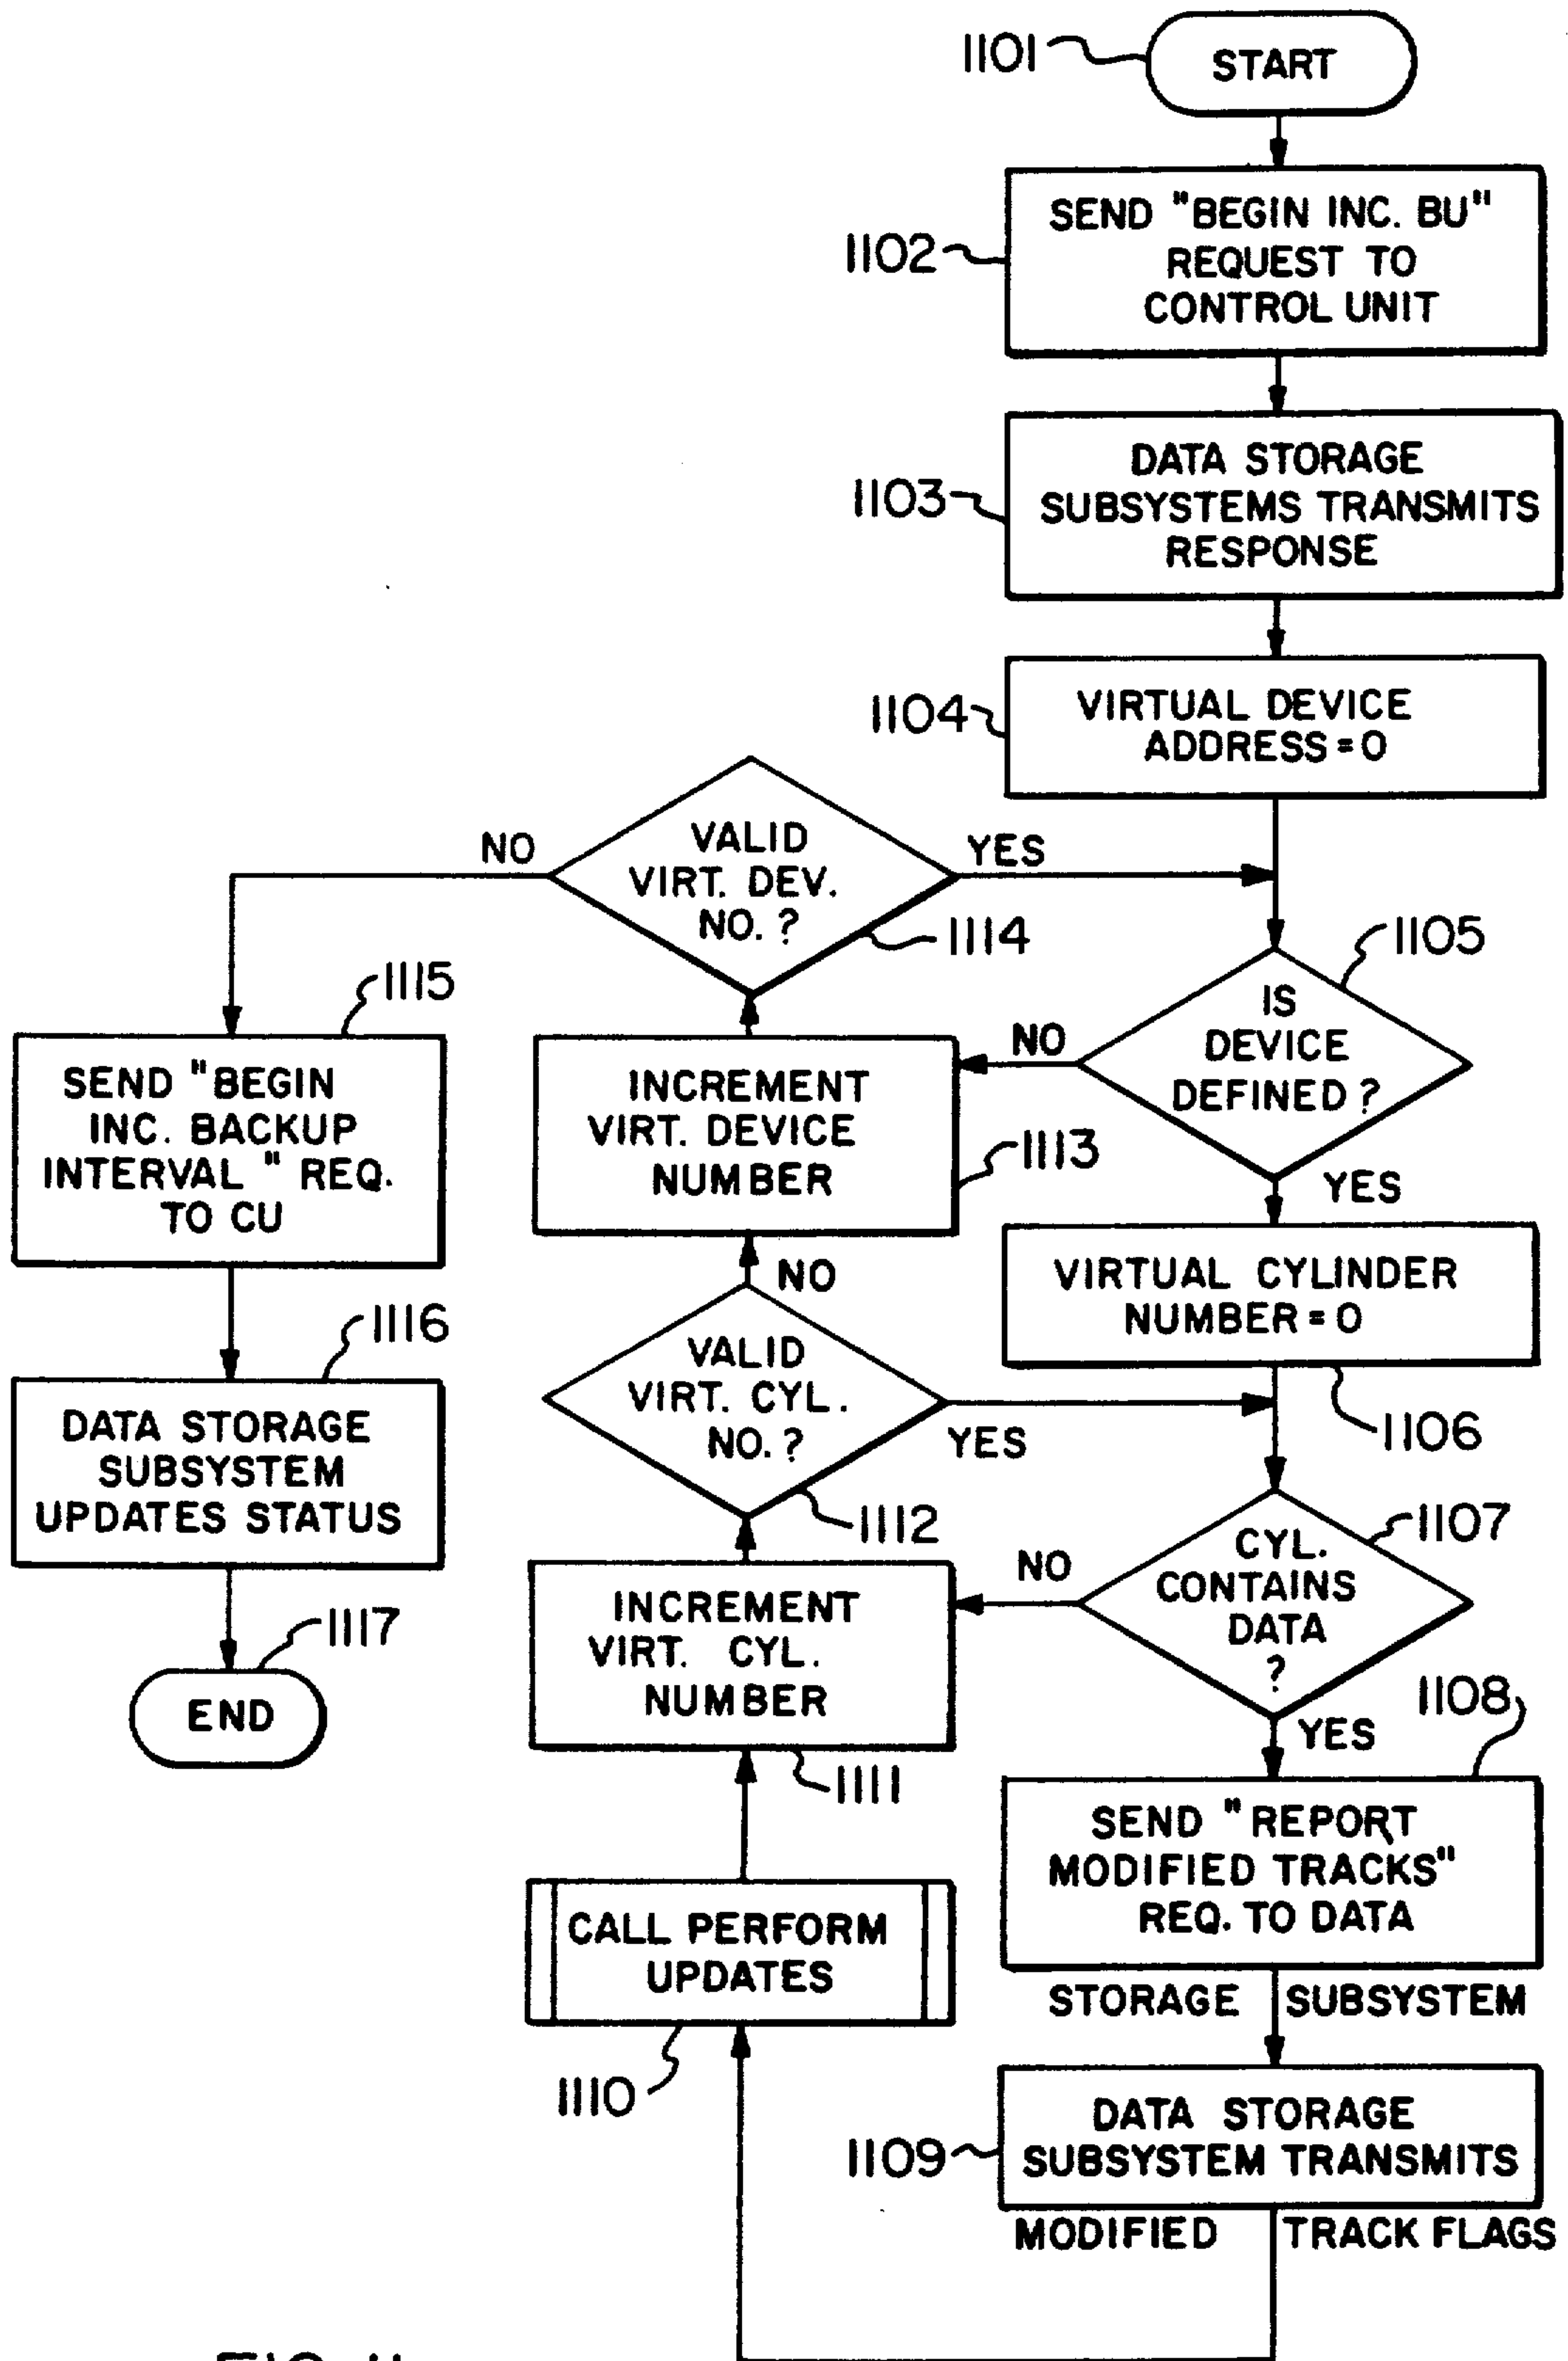 1101
START
1102
SEND "BEGIN INC. BU"
REQUEST TO
CONTROL UNIT
1103
DATA STORAGE
SUBSYSTEMS TRANSMITS
RESPONSE
1104
VIRTUAL DEVICE
ADDRESS = 0
NO
VALID
VIRT. DEV.
NO. ?
YES
1114
1105
IS
DEVICE
DEFINED ?
NO
YES
1115
SEND "BEGIN
INC. BACKUP
INTERVAL " REQ.
TO CU
INCREMENT
VIRT. DEVICE
NUMBER
1113
NO
VIRTUAL CYLINDER
NUMBER = 0
1106
1116
DATA STORAGE
SUBSYSTEM
UPDATES STATUS
VALID
VIRT. CYL.
NO. ?
YES
1112
1107
CYL.
CONTAINS
DATA
?
NO
YES
1117
END
INCREMENT
VIRT. CYL.
NUMBER
1111
1108
SEND "REPORT
MODIFIED TRACKS"
REQ. TO DATA
STORAGE SUBSYSTEM
CALL PERFORM
UPDATES
1110
1109
DATA STORAGE
SUBSYSTEM TRANSMITS
MODIFIED TRACK FLAGS